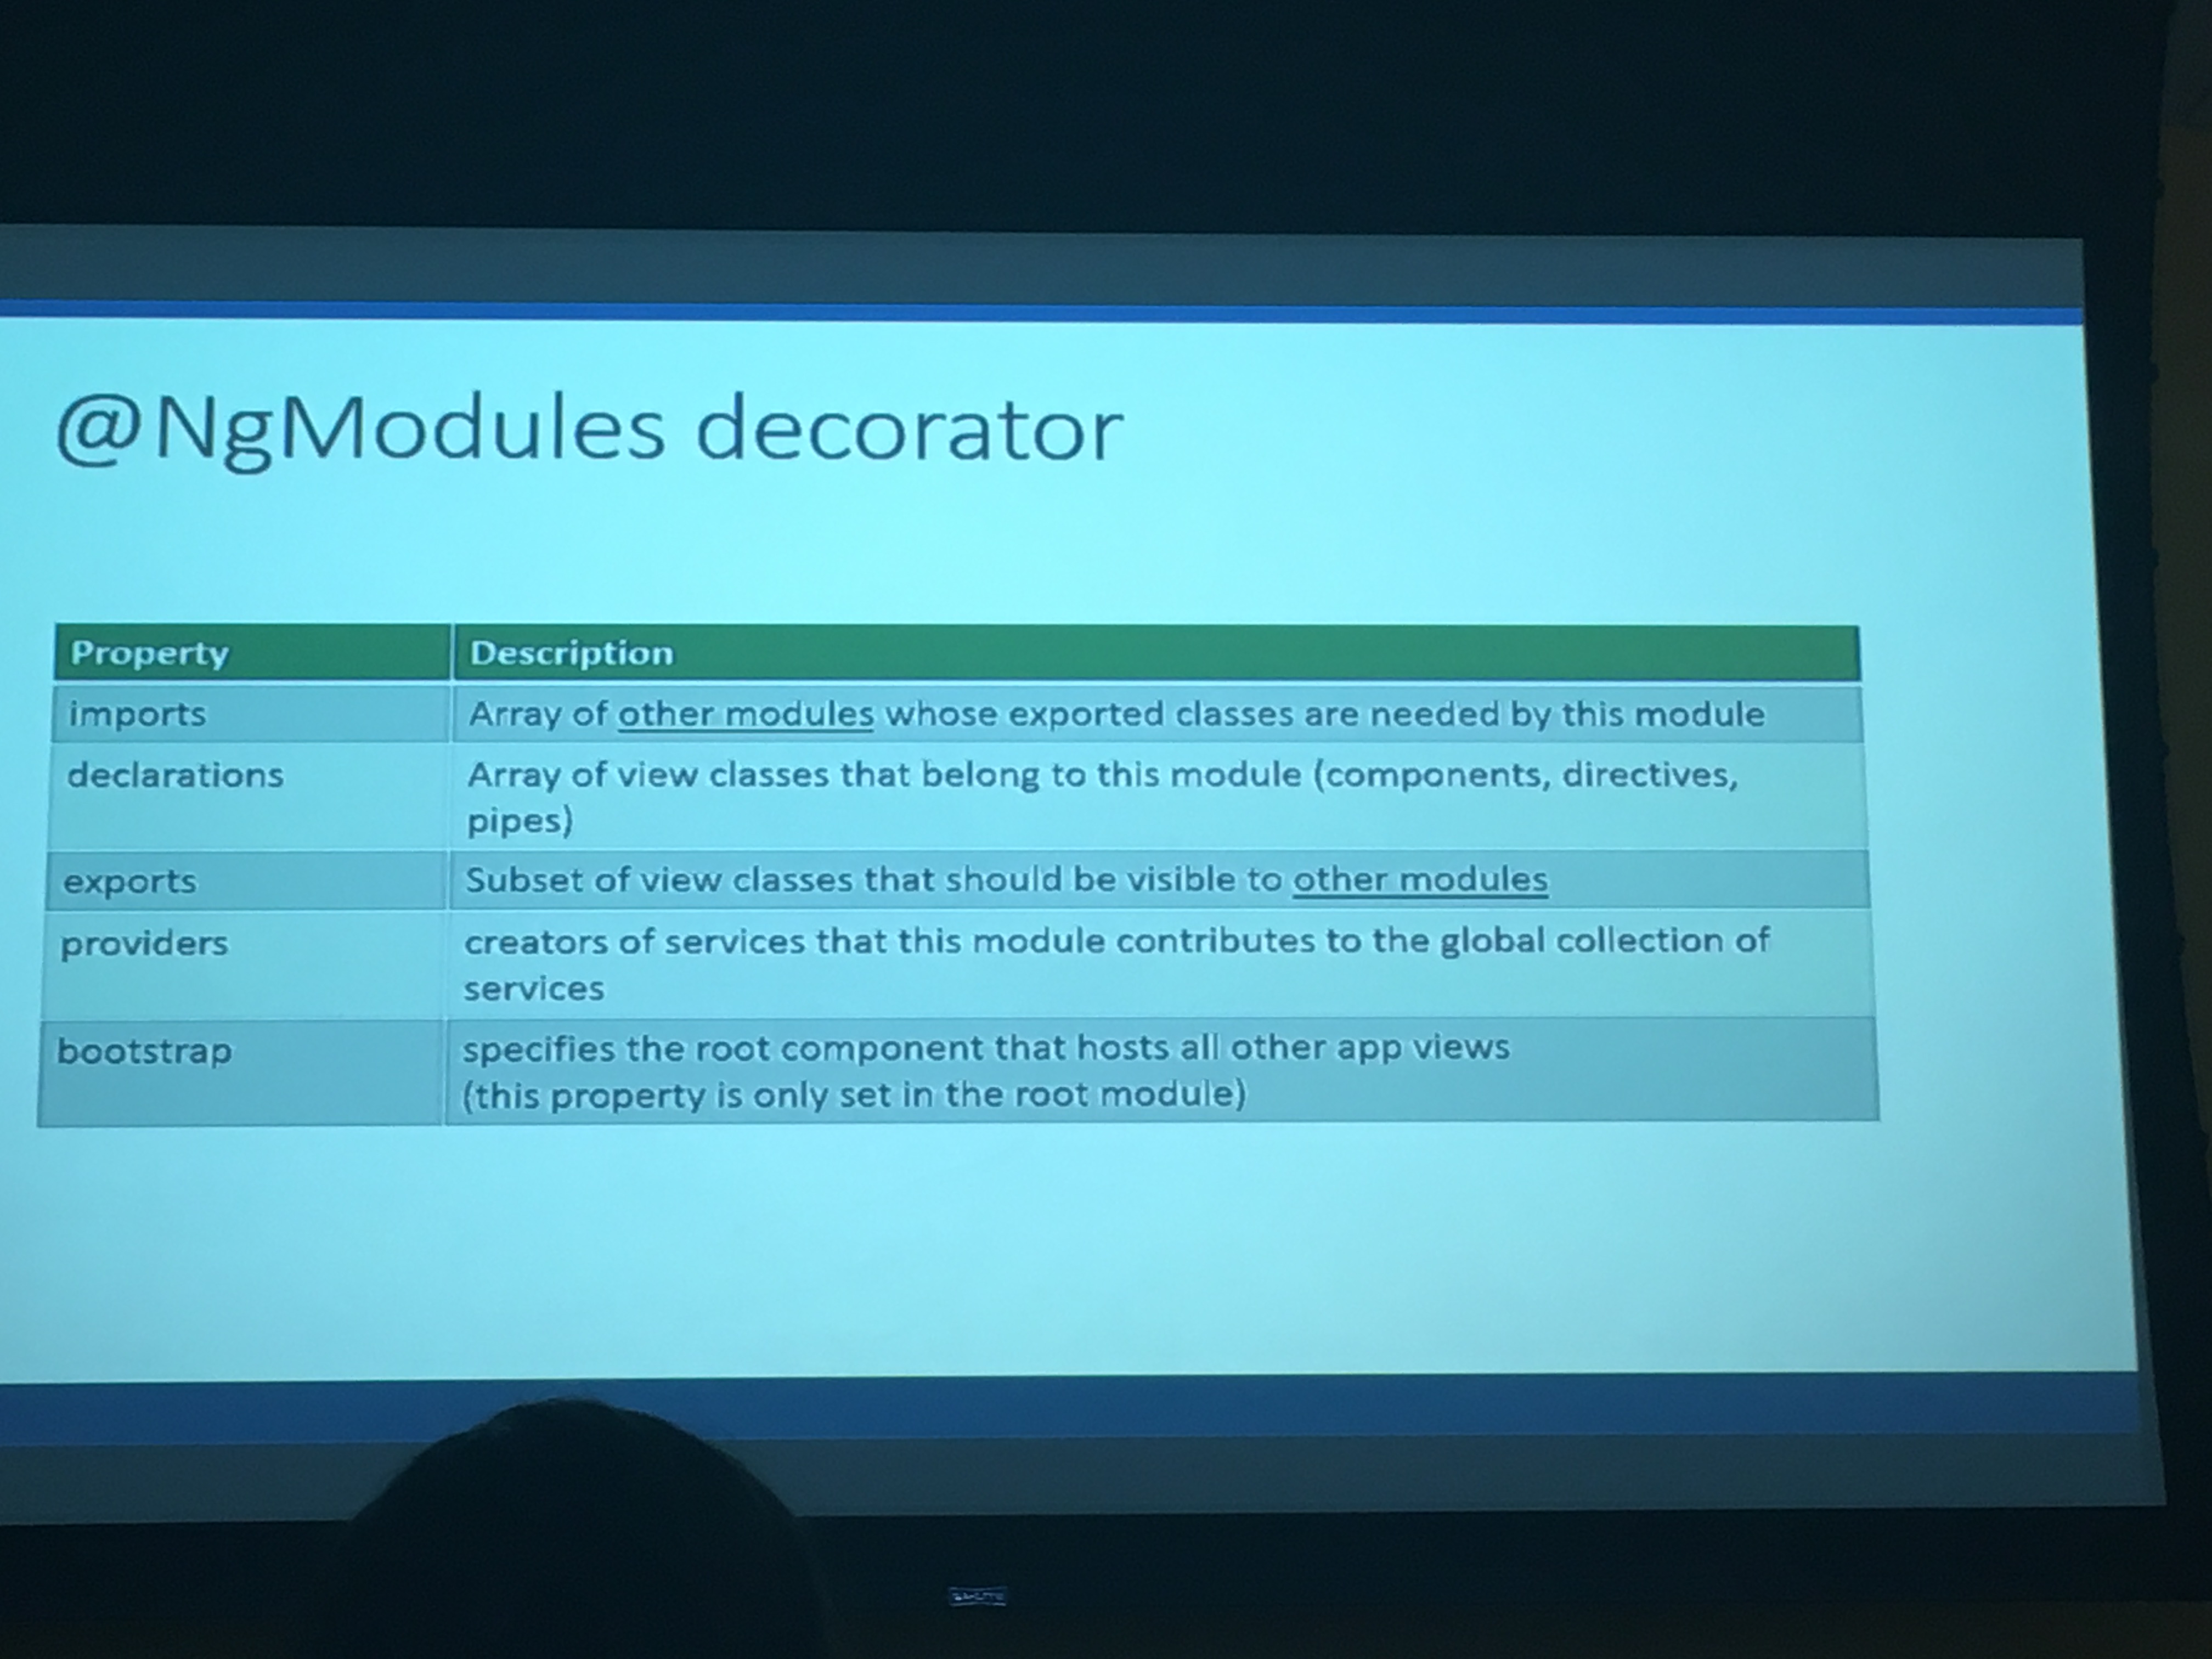 @NgModules decorator
Property Description
imports Array of other modules whose exported classes are needed by this module
declarations Array of view classes that belong to this module (components, directives,
pipes)
exports Subset of view classes that should be visible to other modules
providers creators of services that this module contributes to the global collection of
services
bootstrap specifies the root component that hosts all other app views
(this property is only set in the root module)